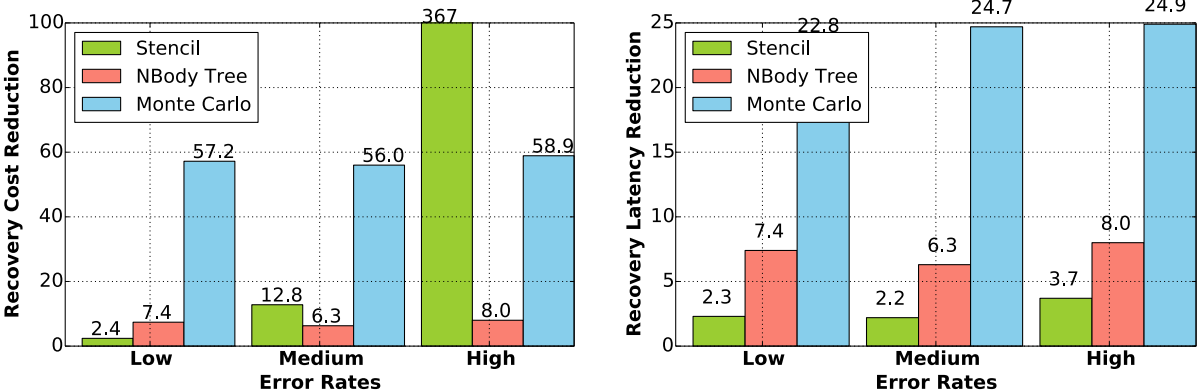 367
100
Stencil
NBody Tree
Monte Carlo
80
60
57.2
56.0
58.9
40
20
12.8
2.4
7.4
6.3
8.0
0
Low
Medium
High
Error Rates
Recovery Cost Reduction
22.8
24.7
24.9
25
Stencil
NBody Tree
Monte Carlo
20
15
10
7.4
6.3
8.0
5
2.3
2.2
3.7
0
Low
Medium
High
Error Rates
Recovery Latency Reduction